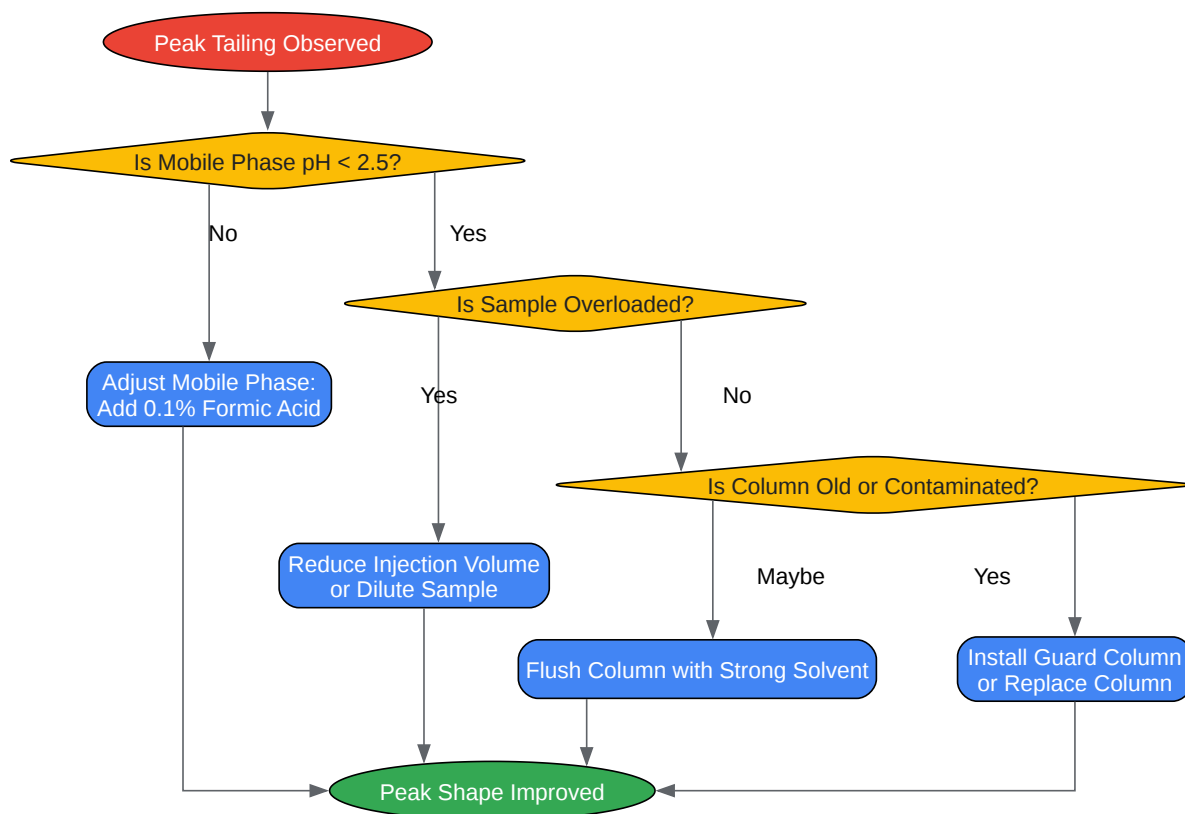 Peak Tailing Observed
Is Mobile Phase pH < 2.5?
No
Yes
Is Sample Overloaded?
Adjust Mobile Phase:
Add 0.1% Formic Acid
Yes
No
Is Column Old or Contaminated?
Reduce Injection Volume
or Dilute Sample
Maybe
Yes
Flush Column with Strong Solvent
Install Guard Column
or Replace Column
Peak Shape Improved